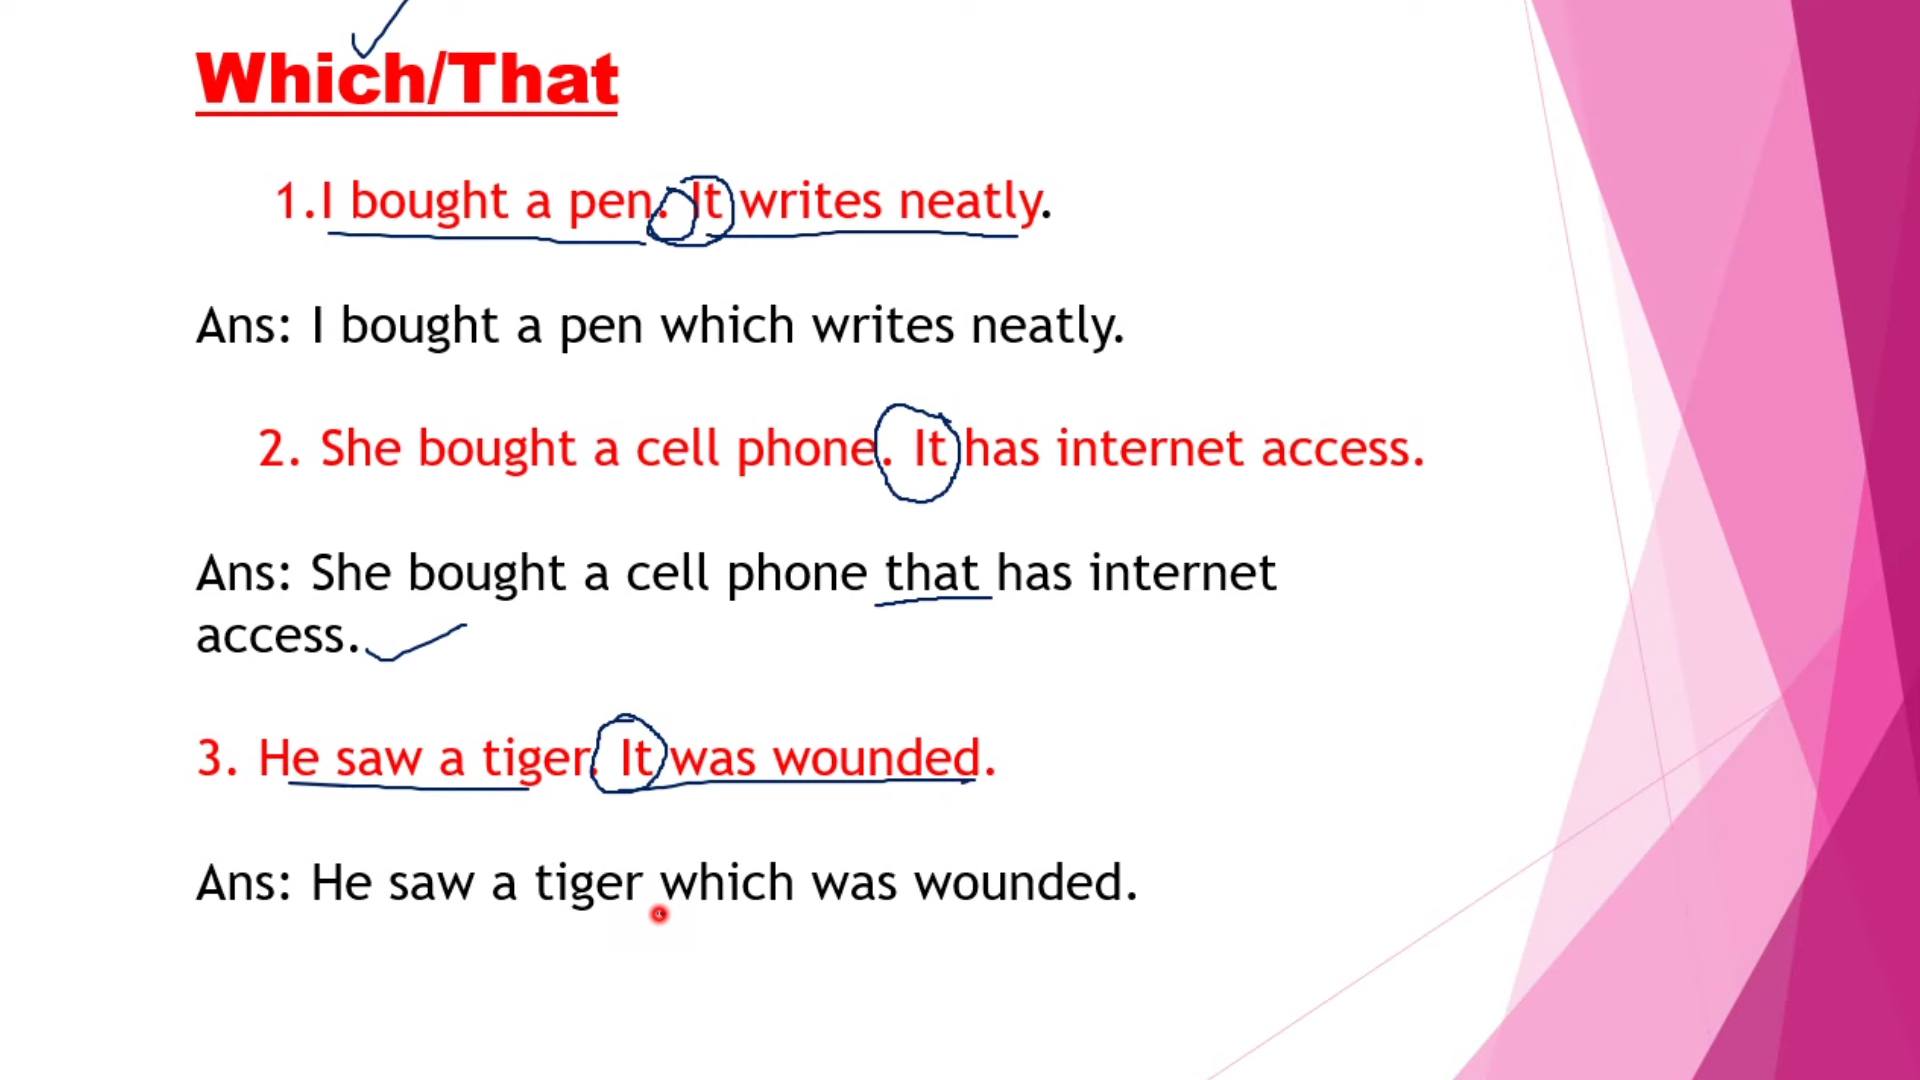 Which/That
1.I bought a pen. It writes neatly.
Ans: I bought a pen which writes neatly.
2. She bought a cell phone. It has internet access.
Ans: She bought a cell phone that has internet
access.
3. He saw a tiger. It was wounded.
Ans: He saw a tiger which was wounded.